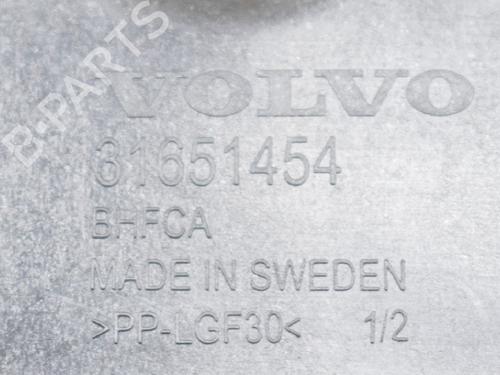 B-PARTS
VOLVO
31651454
BHFCA
MADE IN SWEDEN
>PP-LGF30< 1/2